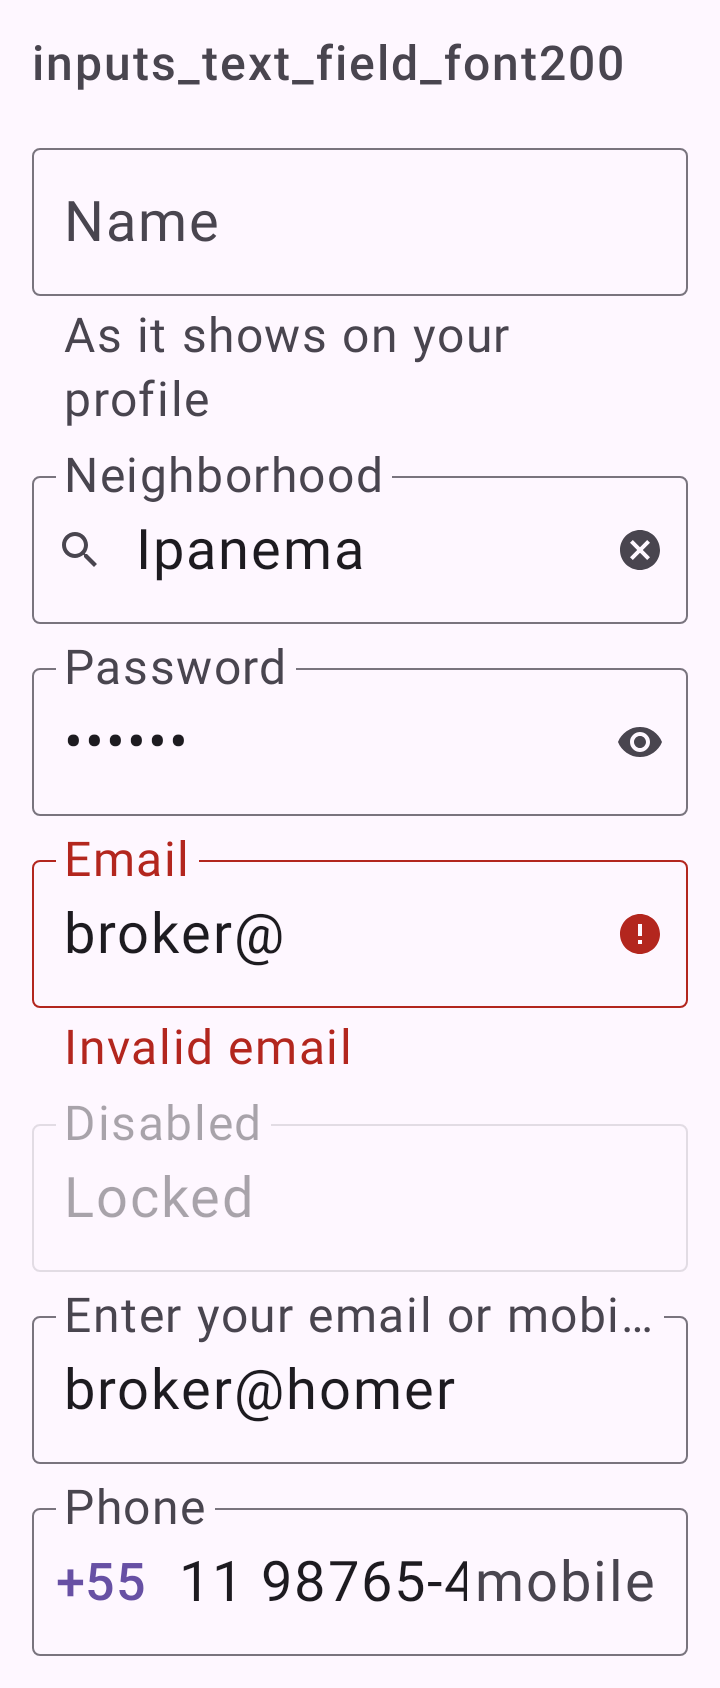 inputs_text_field_font200
Name
As it shows on your
profile
Neighborhood
Ipanema
Password
••••••
Email
broker@
Invalid email
Disabled
Locked
Enter your email or mobi…
broker@homer
Phone
+55 11 98765-4mobile